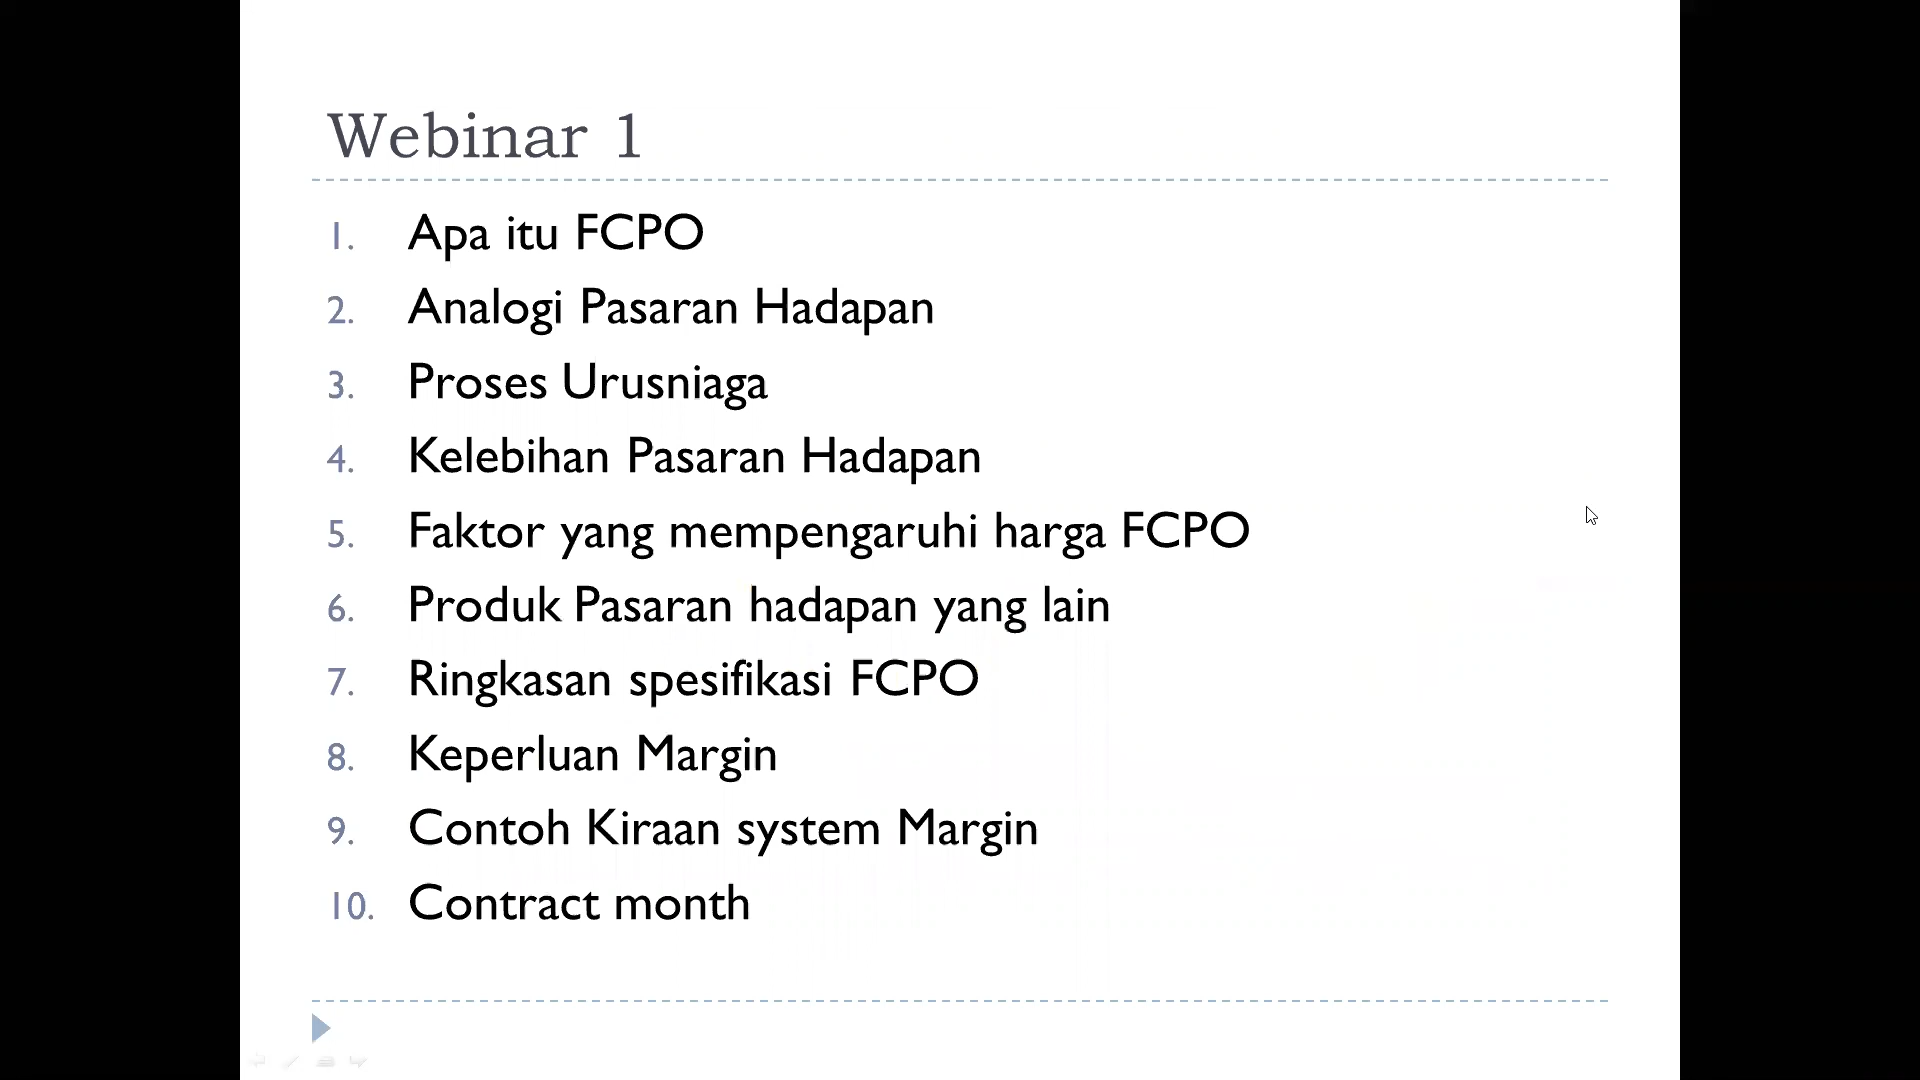 Webinar 1
1. Apa itu FCPO
2. Analogi Pasaran Hadapan
3. Proses Urusniaga
4. Kelebihan Pasaran Hadapan
5. Faktor yang mempengaruhi harga FCPO
6. Produk Pasaran hadapan yang lain
7. Ringkasan spesifikasi FCPO
8. Keperluan Margin
9. Contoh Kiraan system Margin
10. Contract month